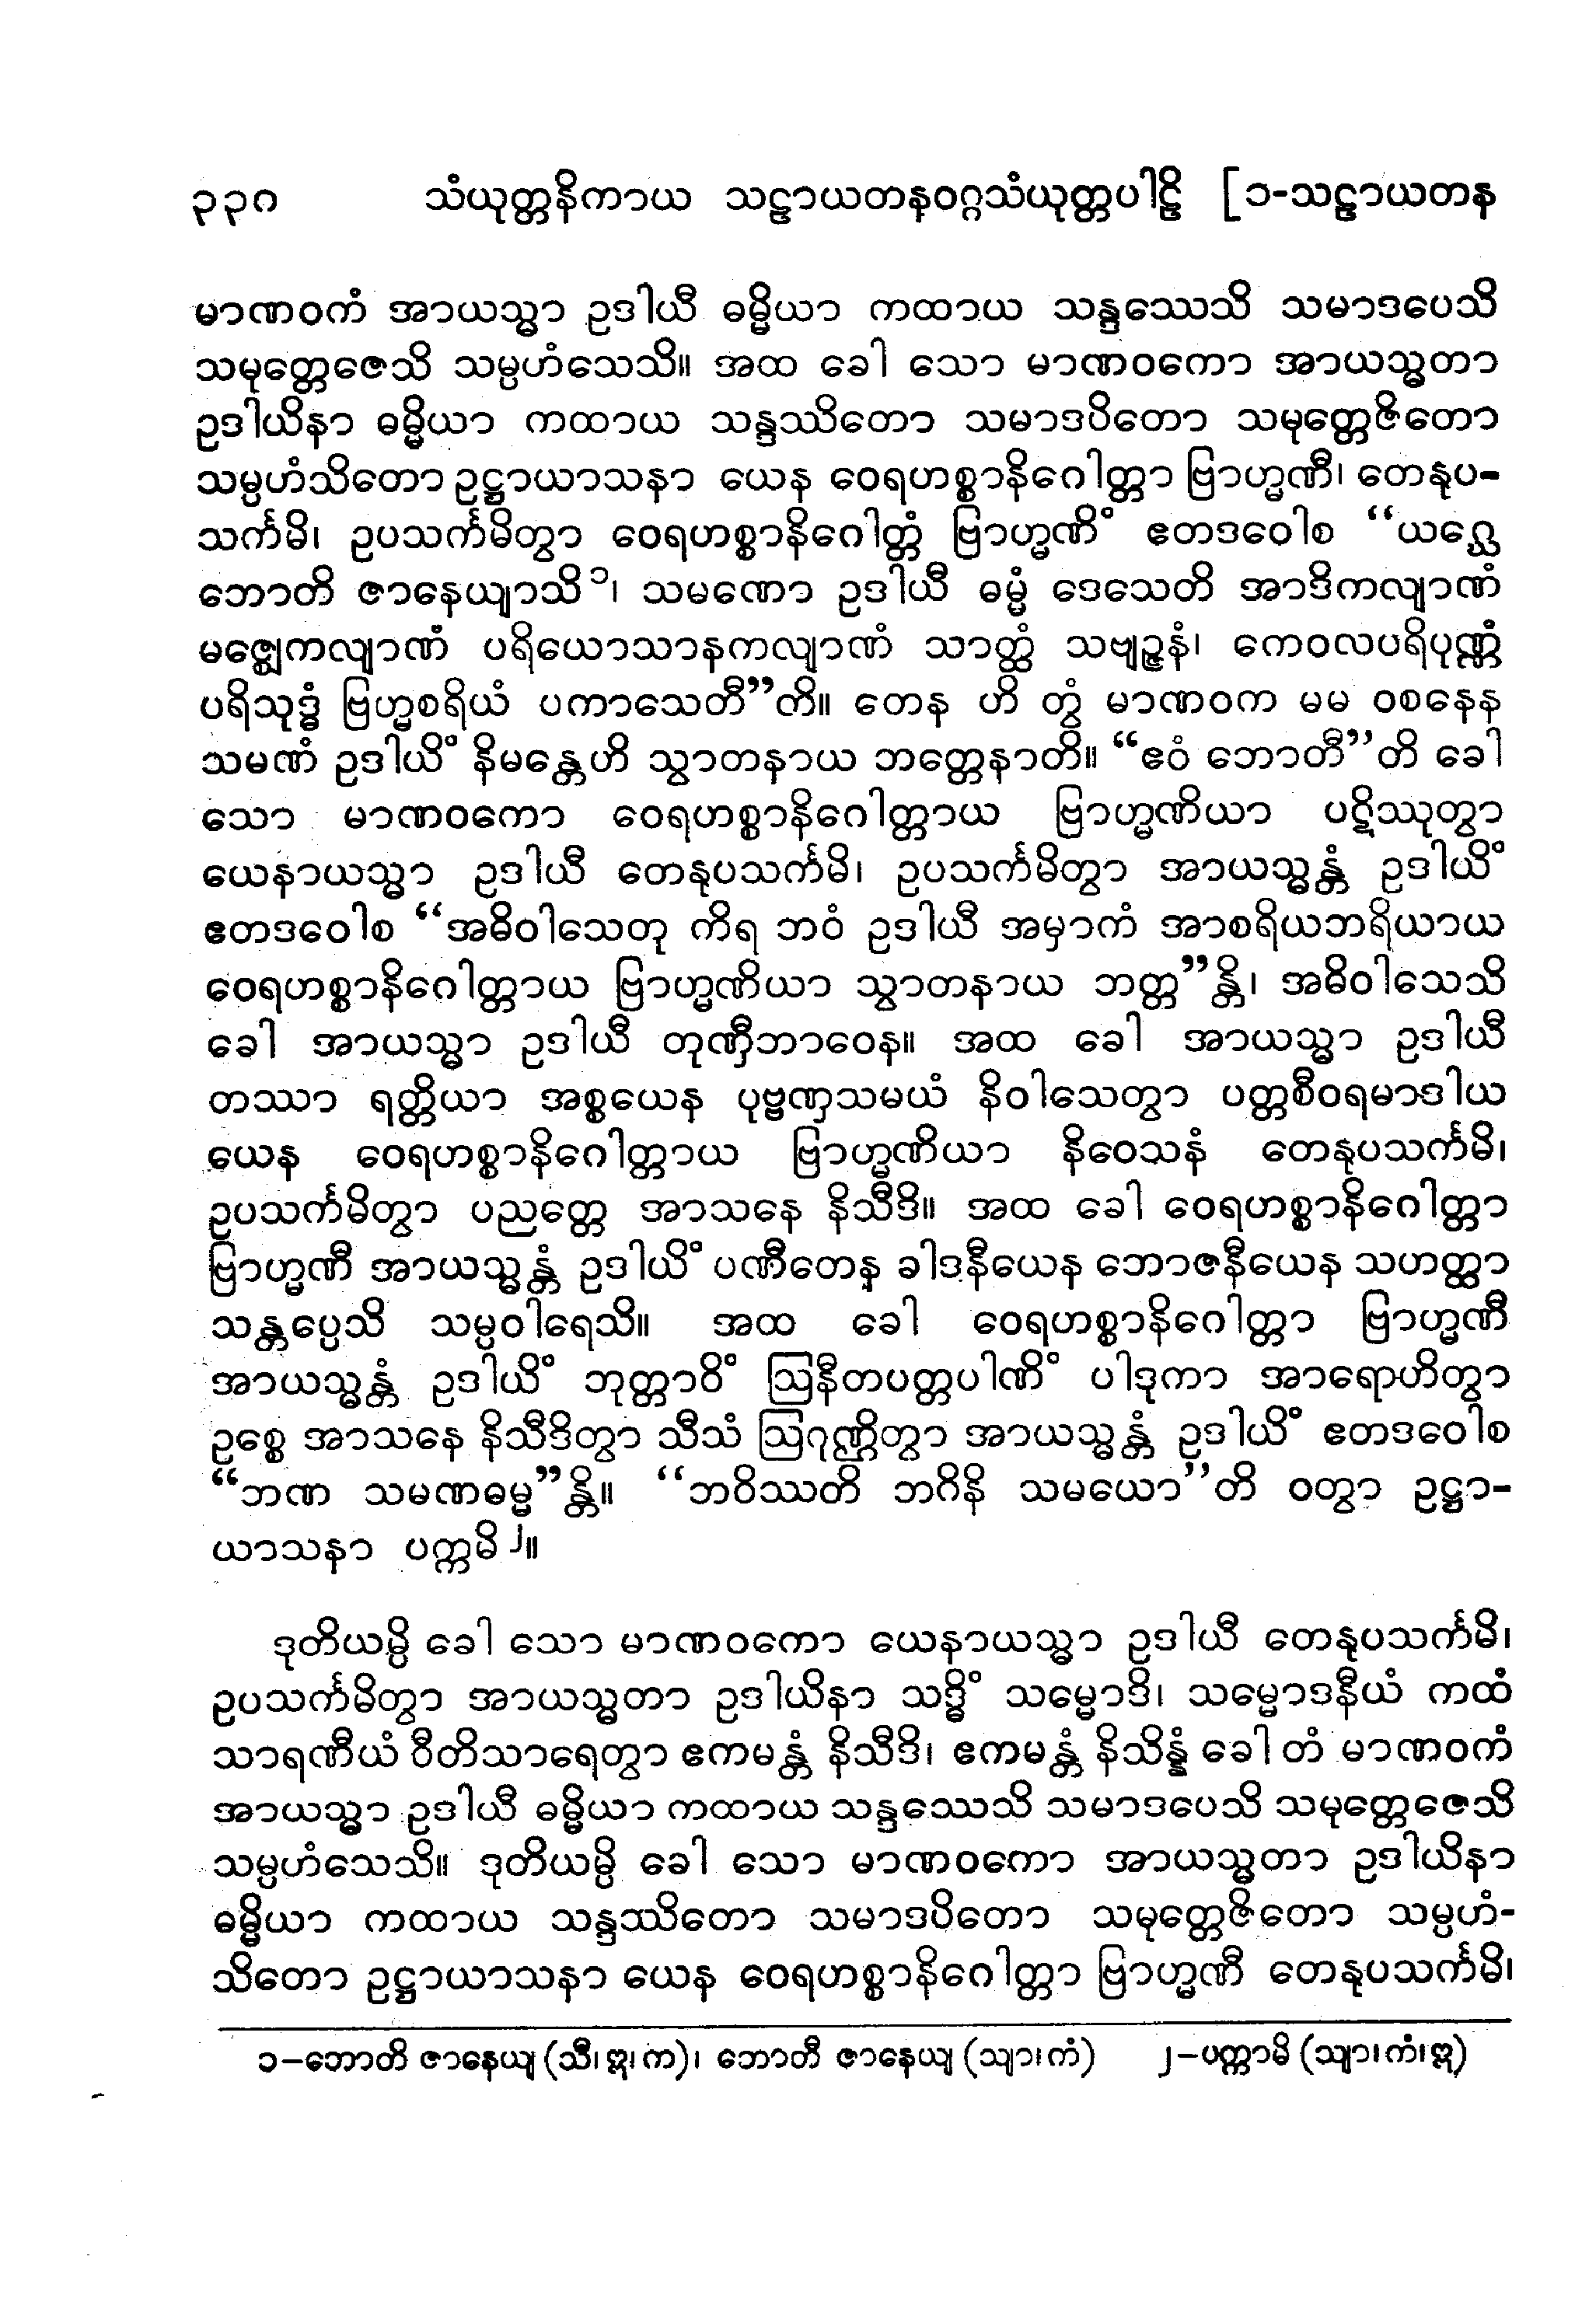 ၃၃၈ သံယုတ္တနိကာယ သဠာယတနဝဂ္ဂသံယုတ္တပါဠိ [၁-သဠာယတန
မာဏဝကံ အာယသ္မာ ဥဒါယီ ဓမ္မိယာ ကထာယ သန္ဒဿေသိ သမာဒပေသိ
သမုတ္တေဇေသိ သမ္ပဟံသေသိ။ အထ ခေါ သော မာဏဝကော အာယသ္မတာ
ဥဒါယိနာ ဓမ္မိယာ ကထာယ သန္ဒဿိတော သမာဒပိတော သမုတ္တေဇိတော
သမ္ပဟံသိတော ဥဋ္ဌာယာသနာ ယေန ဝေရဟစ္စာနိဂေါတ္တာ ဗြာဟ္မဏီ၊ တေနုပ-
သင်္ကမိ၊ ဥပသင်္ကမိတွာ ဝေရဟစ္စာနိဂေါတ္တံ ဗြာဟ္မဏိံ ဧတဒဝေါစ “ယဂ္ဃေ
ဘောတိ ဇာနေယျာသိ၁၊ သမဏော ဥဒါယီ ဓမ္မံ ဒေသေတိ အာဒိကလျာဏံ
မဇ္ဈေကလျာဏံ ပရိယောသာနကလျာဏံ သာတ္ထံ သဗျဉ္ဇနံ၊ ကေဝလပရိပုဏ္ဏံ
ပရိသုဒ္ဓံ ဗြဟ္မစရိယံ ပကာသေတီ”တိ။ တေန ဟိ တွံ မာဏဝက မမ ဝစနေန
သမဏံ ဥဒါယိံ နိမန္တေဟိ သွာတနာယ ဘတ္တေနာတိ။ “ဧဝံ ဘောတီ”တိ ခေါ
သော မာဏဝကော ဝေရဟစ္စာနိဂေါတ္တာယ ဗြာဟ္မဏိယာ ပဋိဿုတွာ
ယေနာယသ္မာ ဥဒါယီ တေနုပသင်္ကမိ၊ ဥပသင်္ကမိတွာ အာယသ္မန္တံ ဥဒါယိံ
ဧတဒဝေါစ “အဓိဝါသေတု ကိရ ဘဝံ ဥဒါယီ အမှာကံ အာစရိယဘရိယာယ
ဝေရဟစ္စာနိဂေါတ္တာယ ဗြာဟ္မဏိယာ သွာတနာယ ဘတ္တ”န္တိ၊ အဓိဝါသေသိ
ခေါ အာယသ္မာ ဥဒါယီ တုဏှီဘာဝေန။ အထ ခေါ အာယသ္မာ ဥဒါယီ
တဿာ ရတ္တိယာ အစ္စယေန ပုဗ္ဗဏှသမယံ နိဝါသေတွာ ပတ္တစီဝရမာဒါယ
ယေန ဝေရဟစ္စာနိဂေါတ္တာယ ဗြာဟ္မဏိယာ နိဝေသနံ တေနုပသင်္ကမိ၊
ဥပသင်္ကမိတွာ ပညတ္တေ အာသနေ နိသီဒိ။ အထ ခေါ ဝေရဟစ္စာနိဂေါတ္တာ
ဗြာဟ္မဏီ အာယသ္မန္တံ ဥဒါယိံ ပဏီတေန ခါဒနီယေန ဘောဇနီယေန သဟတ္ထာ
သန္တပ္ပေသိ သမ္ပဝါရေသိ။ အထ ခေါ ဝေရဟစ္စာနိဂေါတ္တာ ဗြာဟ္မဏီ
အာယသ္မန္တံ ဥဒါယိံ ဘုတ္တာဝိံ ဩနီတပတ္တပါဏိံ ပါဒုကာ အာရောဟိတွာ
ဥစ္စေ အာသနေ နိသီဒိတွာ သီသံ ဩဂုဏ္ဌိတွာ အာယသ္မန္တံ ဥဒါယိံ ဧတဒဝေါစ
“ဘဏ သမဏဓမ္မ”န္တိ။ “ဘဝိဿတိ ဘဂိနိ သမယော”တိ ဝတွာ ဥဋ္ဌာ-
ယာသနာ ပက္ကမိ၂။
ဒုတိယမ္ပိ ခေါ သော မာဏဝကော ယေနာယသ္မာ ဥဒါယီ တေနုပသင်္ကမိ၊
ဥပသင်္ကမိတွာ အာယသ္မတာ ဥဒါယိနာ သဒ္ဓိံ သမ္မောဒိ၊ သမ္မောဒနီယံ ကထံ
သာရဏီယံ ဝီတိသာရေတွာ ဧကမန္တံ နိသီဒိ၊ ဧကမန္တံ နိသိန္နံ ခေါ တံ မာဏဝကံ
အာယသ္မာ ဥဒါယီ ဓမ္မိယာ ကထာယ သန္ဒဿေသိ သမာဒပေသိ သမုတ္တေဇေသိ
သမ္ပဟံသေသိ။ ဒုတိယမ္ပိ ခေါ သော မာဏဝကော အာယသ္မတာ ဥဒါယိနာ
ဓမ္မိယာ ကထာယ သန္ဒဿိတော သမာဒပိတော သမုတ္တေဇိတော သမ္ပဟံ-
သိတော ဥဋ္ဌာယာသနာ ယေန ဝေရဟစ္စာနိဂေါတ္တာ ဗြာဟ္မဏီ တေနုပသင်္ကမိ၊
၁–ဘောတိ ဇာနေယျ (သီ၊ ဣ၊ က)၊ ဘောတီ ဇာနေယျ (သျာ၊ ကံ) ၂–ပက္ကာမိ (သျာ၊ ကံ၊ ဣ)